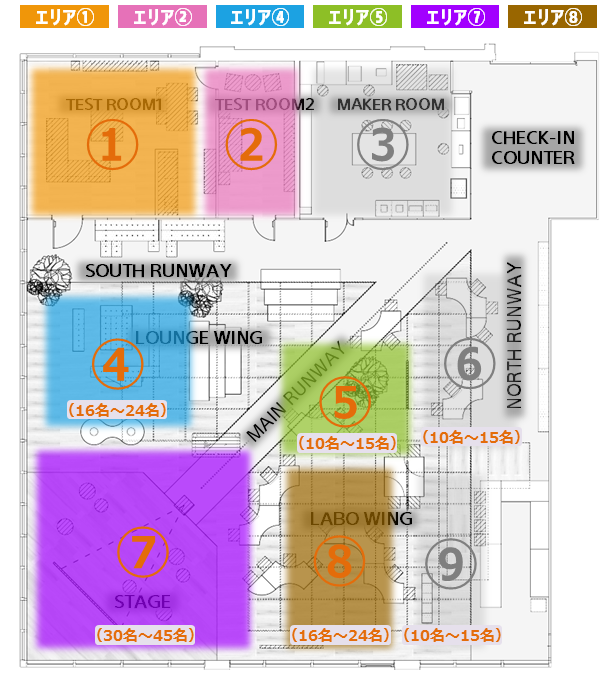 エリア① エリア② エリア④ エリア⑤ エリア⑦ エリア⑧
TEST ROOM1 TEST ROOM2 MAKER ROOM
① ② ③
CHECK-IN
COUNTER
SOUTH RUNWAY
NORTH RUNWAY
LOUNGE WING
MAIN RUNWAY
④ ⑤ ⑥
(16名～24名)
(10名～15名) (10名～15名)
LABO WING
⑦ ⑧ ⑨
STAGE
(30名～45名) (16名～24名) (10名～15名)